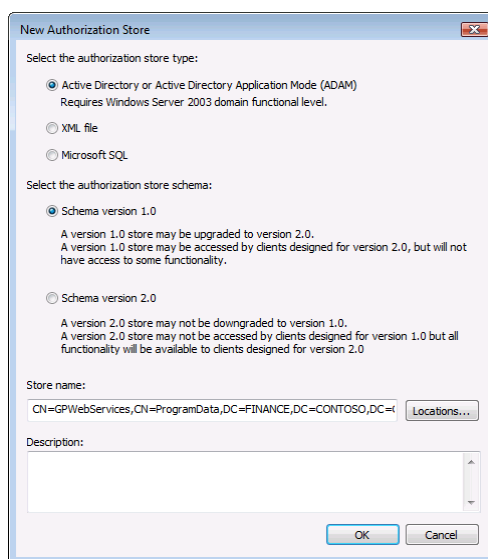 New Authorization Store
Select the authorization store type:
Active Directory or Active Directory Application Mode (ADAM)
Requires Windows Server 2003 domain functional level.
XML file
Microsoft SQL
Select the authorization store schema:
Schema version 1.0
A version 1.0 store may be upgraded to version 2.0.
A version 1.0 store may be accessed by clients designed for version 2.0, but will not
have access to some functionality.
Schema version 2.0
A version 2.0 store may not be downgraded to version 1.0.
A version 2.0 store may not be accessed by clients designed for version 1.0 but all
functionality will be available to clients designed for version 2.0
Store name:
CN=GPWebServices,CN=ProgramData,DC=FINANCE,DC=CONTOSO,DC=
Locations...
Description:
OK
Cancel